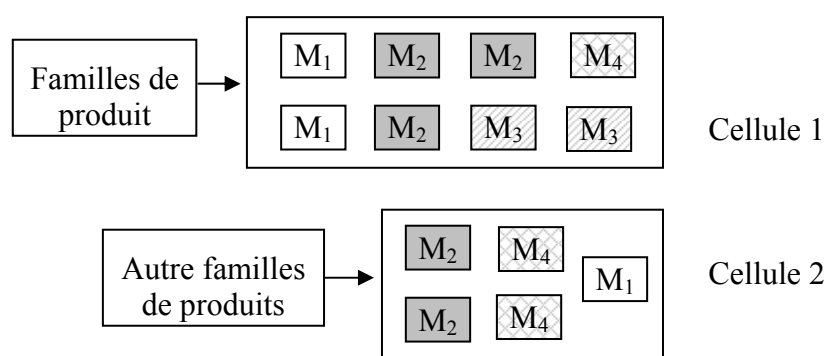 M₁ M₂ M₂ M₄
Familles de
produit
M₁ M₂ M₃ M₃
Cellule 1
Autre familles
de produits
M₂ M₄
M₁
M₂ M₄
Cellule 2